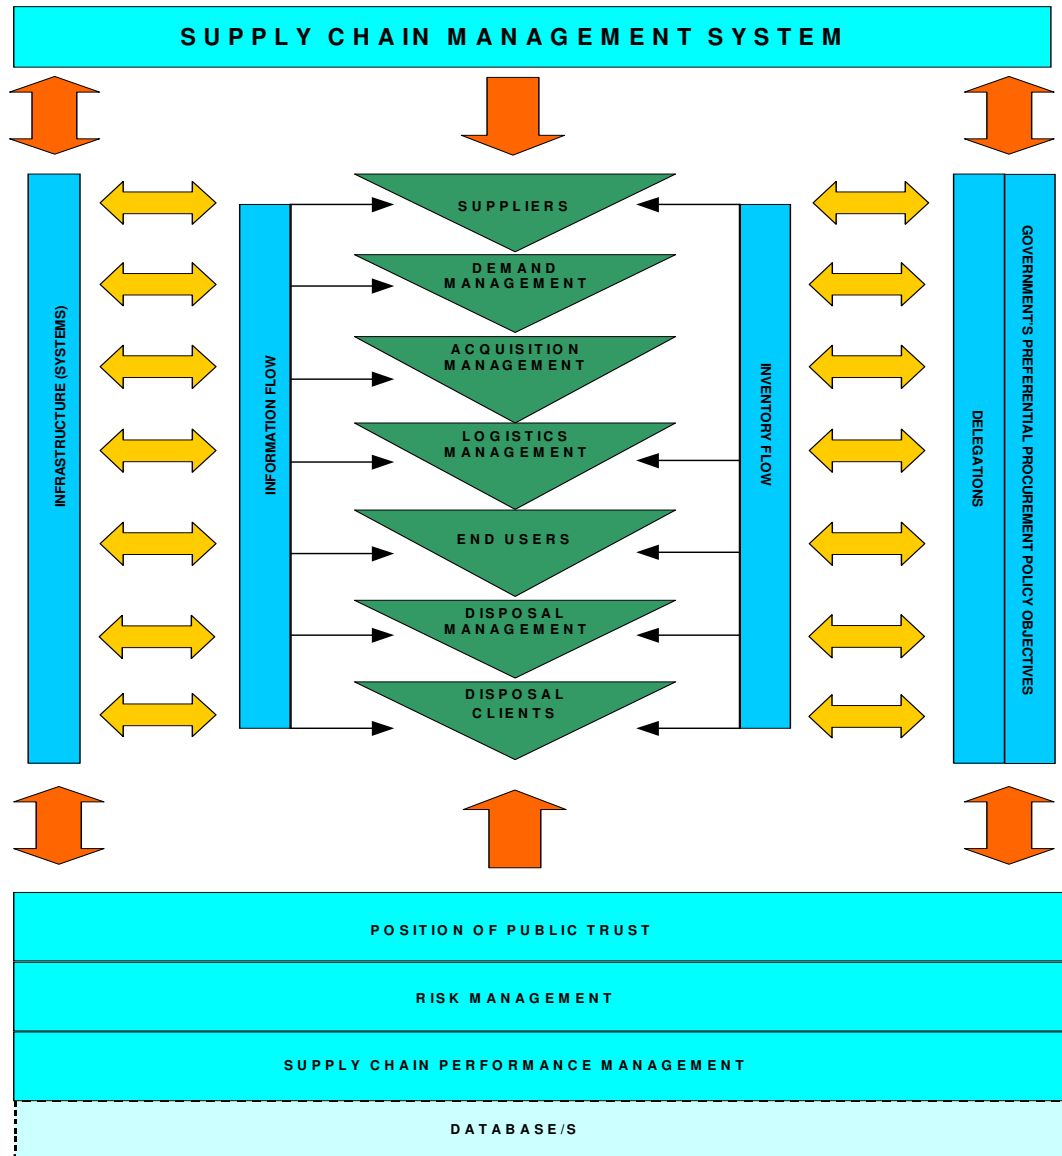 SUPPLY CHAIN MANAGEMENT SYSTEM
INFRASTRUCTURE (SYSTEMS)
INFORMATION FLOW
SUPPLIERS
DEMAND
MANAGEMENT
ACQUISITION
MANAGEMENT
LOGISTICS
MANAGEMENT
END USERS
DISPOSAL
MANAGEMENT
DISPOSAL
CLIENTS
INVENTORY FLOW
DELEGATIONS
GOVERNMENT'S PREFERENTIAL PROCUREMENT POLICY OBJECTIVES
POSITION OF PUBLIC TRUST
RISK MANAGEMENT
SUPPLY CHAIN PERFORMANCE MANAGEMENT
DATABASE/S